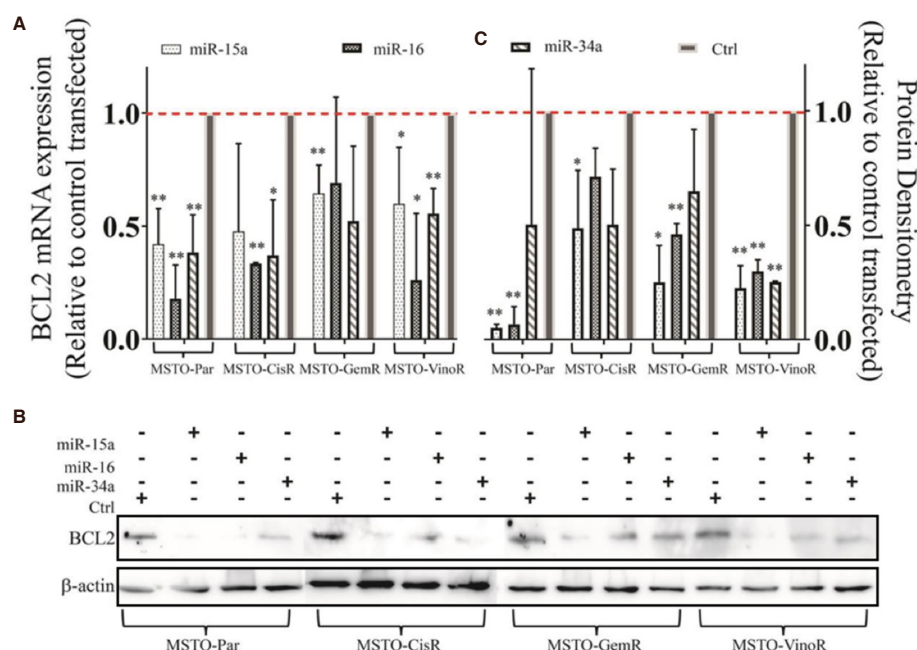 A
BCL2 mRNA expression
(Relative to control transfected)
miR-15a
miR-16
1.0
0.5
0.0
**
**
**
**
*
**
*
*
**
MSTO-Par
MSTO-CisR
MSTO-GemR
MSTO-VinoR
C
miR-34a
Ctrl
Protein Densitometry
(Relative to control transfected)
1.0
0.5
0.0
**
**
*
*
**
**
**
**
MSTO-Par
MSTO-CisR
MSTO-GemR
MSTO-VinoR
B
miR-15a - + - - - + - - - + - - - + - -
miR-16 - - + - - - + - - - + - - - + -
miR-34a - - - + - - - + - - - + - - - +
Ctrl + - - - + - - - + - - - + - - -
BCL2
β-actin
MSTO-Par
MSTO-CisR
MSTO-GemR
MSTO-VinoR